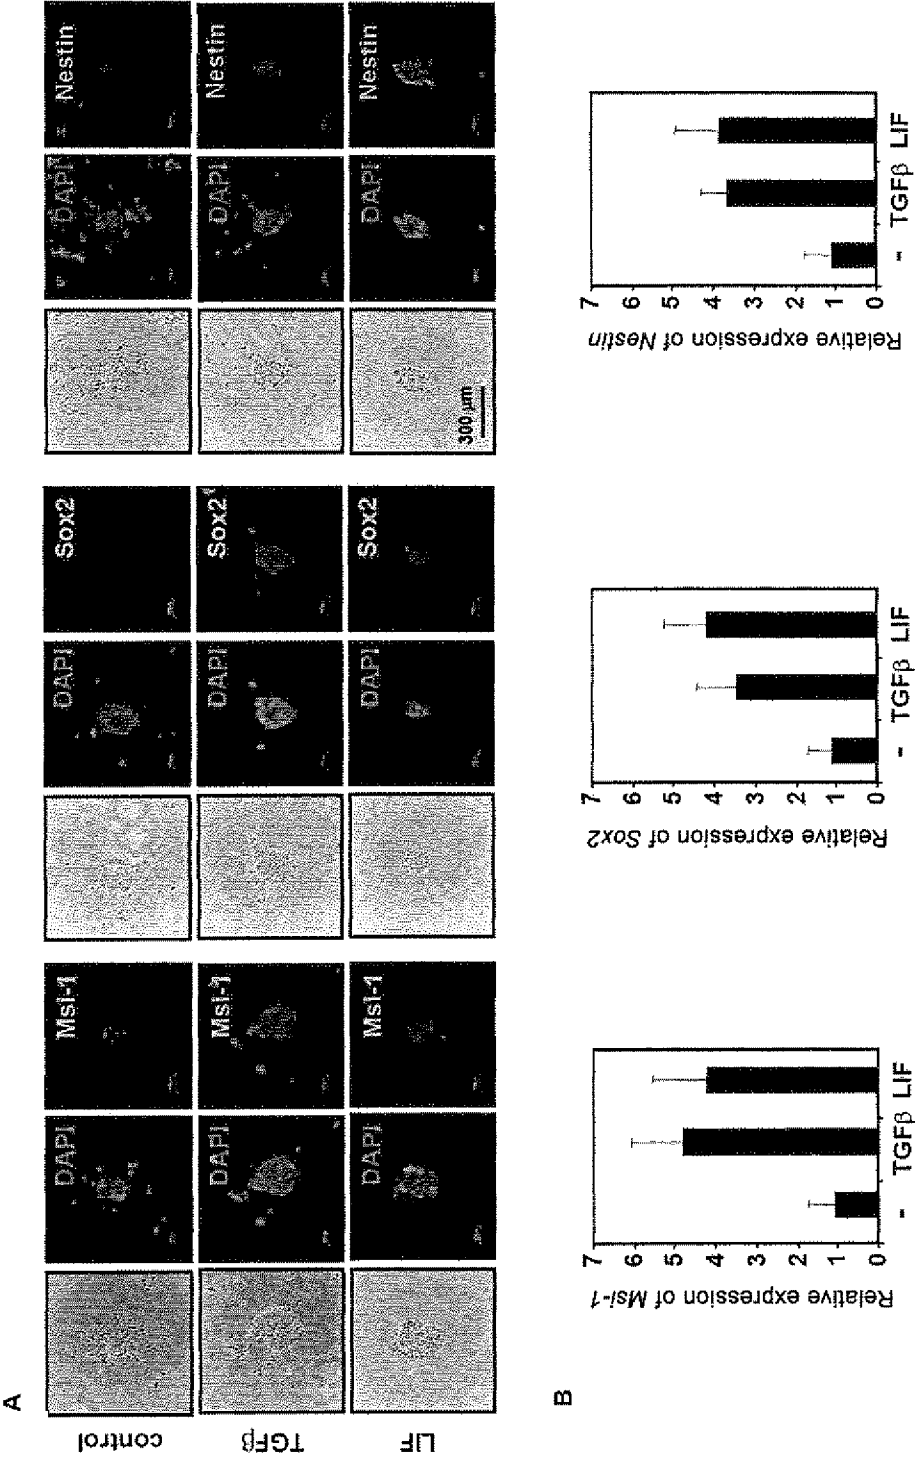 A
control
DAPI
Msi-1
DAPI
Sox2
DAPI
Nestin
TGFβ
DAPI
Msi-1
DAPI
Sox2
DAPI
Nestin
LIF
DAPI
Msi-1
DAPI
Sox2
300 μm
DAPI
Nestin
B
Relative expression of Msi-1
7
6
5
4
3
2
1
0
- TGFβ LIF
Relative expression of Sox2
7
6
5
4
3
2
1
0
- TGFβ LIF
Relative expression of Nestin
7
6
5
4
3
2
1
0
- TGFβ LIF